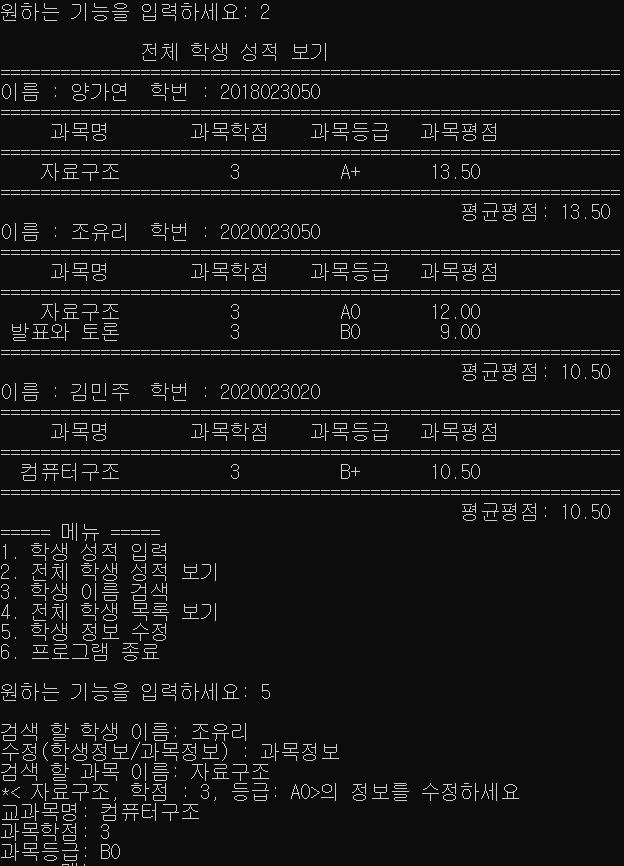 원하는 기능을 입력하세요: 2
전체 학생 성적 보기
==============================================================
이름 : 양가연  학번 : 2018023050
==============================================================
과목명 과목학점 과목등급 과목평점
==============================================================
자료구조 3 A+ 13.50
==============================================================
평균평점: 13.50
이름 : 조유리  학번 : 2020023050
==============================================================
과목명 과목학점 과목등급 과목평점
==============================================================
자료구조 3 A0 12.00
발표와 토론 3 B0 9.00
==============================================================
평균평점: 10.50
이름 : 김민주  학번 : 2020023020
==============================================================
과목명 과목학점 과목등급 과목평점
==============================================================
컴퓨터구조 3 B+ 10.50
==============================================================
평균평점: 10.50
===== 메뉴 =====
1. 학생 성적 입력
2. 전체 학생 성적 보기
3. 학생 이름 검색
4. 전체 학생 목록 보기
5. 학생 정보 수정
6. 프로그램 종료
원하는 기능을 입력하세요: 5
검색 할 학생 이름: 조유리
수정(학생정보/과목정보) : 과목정보
검색 할 과목 이름: 자료구조
*< 자료구조, 학점 : 3, 등급: A0>의 정보를 수정하세요
교과목명: 컴퓨터구조
과목학점: 3
과목등급: B0